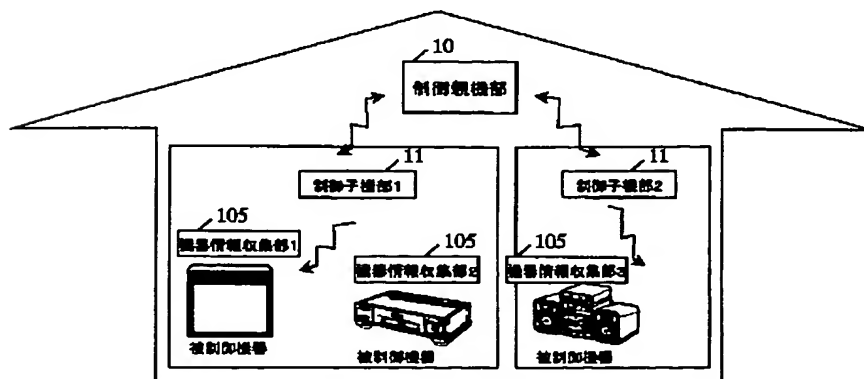 10
制御親機部
11
制御子機部1
11
制御子機部2
105
機器情報収集部1
105
機器情報収集部2
105
機器情報収集部3
被制御機器
被制御機器
被制御機器